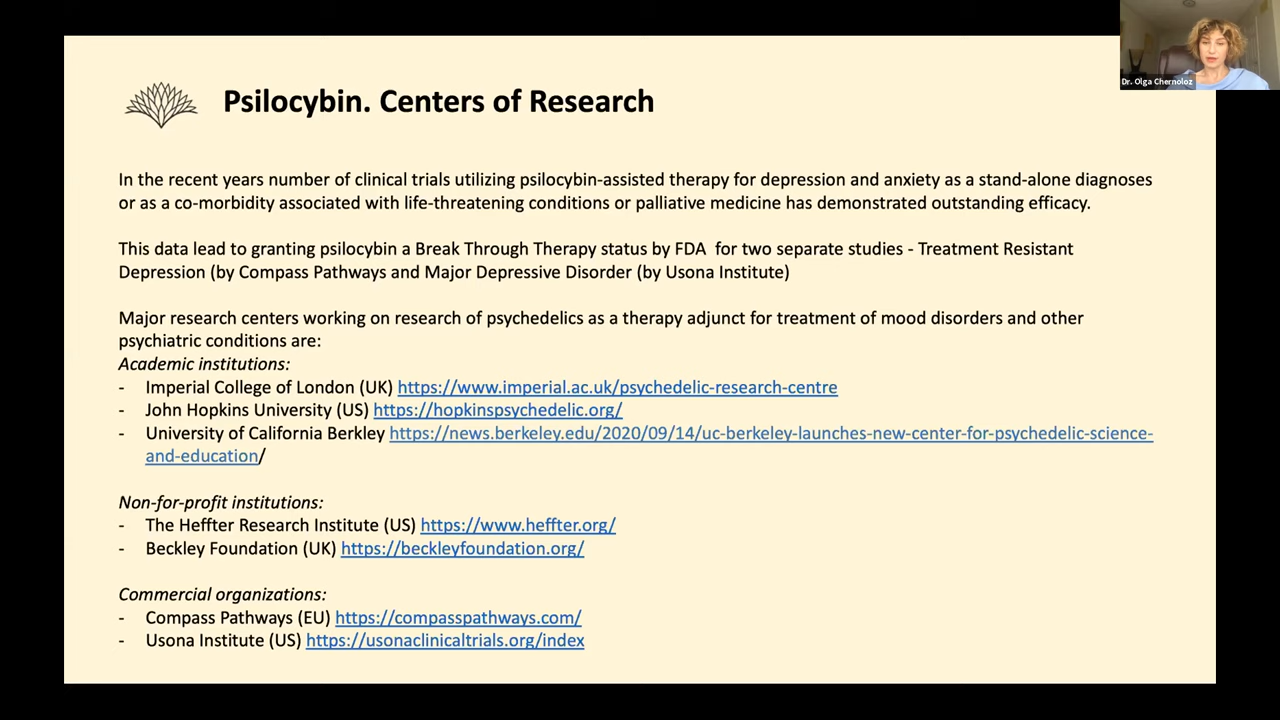 Dr. Olga Chernoloz
Psilocybin. Centers of Research
In the recent years number of clinical trials utilizing psilocybin-assisted therapy for depression and anxiety as a stand-alone diagnoses
or as a co-morbidity associated with life-threatening conditions or palliative medicine has demonstrated outstanding efficacy.
This data lead to granting psilocybin a Break Through Therapy status by FDA for two separate studies - Treatment Resistant
Depression (by Compass Pathways and Major Depressive Disorder (by Usona Institute)
Major research centers working on research of psychedelics as a therapy adjunct for treatment of mood disorders and other
psychiatric conditions are:
Academic institutions:
- Imperial College of London (UK) https://www.imperial.ac.uk/psychedelic-research-centre
- John Hopkins University (US) https://hopkinspsychedelic.org/
- University of California Berkley https://news.berkeley.edu/2020/09/14/uc-berkeley-launches-new-center-for-psychedelic-science-
and-education/
Non-for-profit institutions:
- The Heffter Research Institute (US) https://www.heffter.org/
- Beckley Foundation (UK) https://beckleyfoundation.org/
Commercial organizations:
- Compass Pathways (EU) https://compasspathways.com/
- Usona Institute (US) https://usonaclinicaltrials.org/index